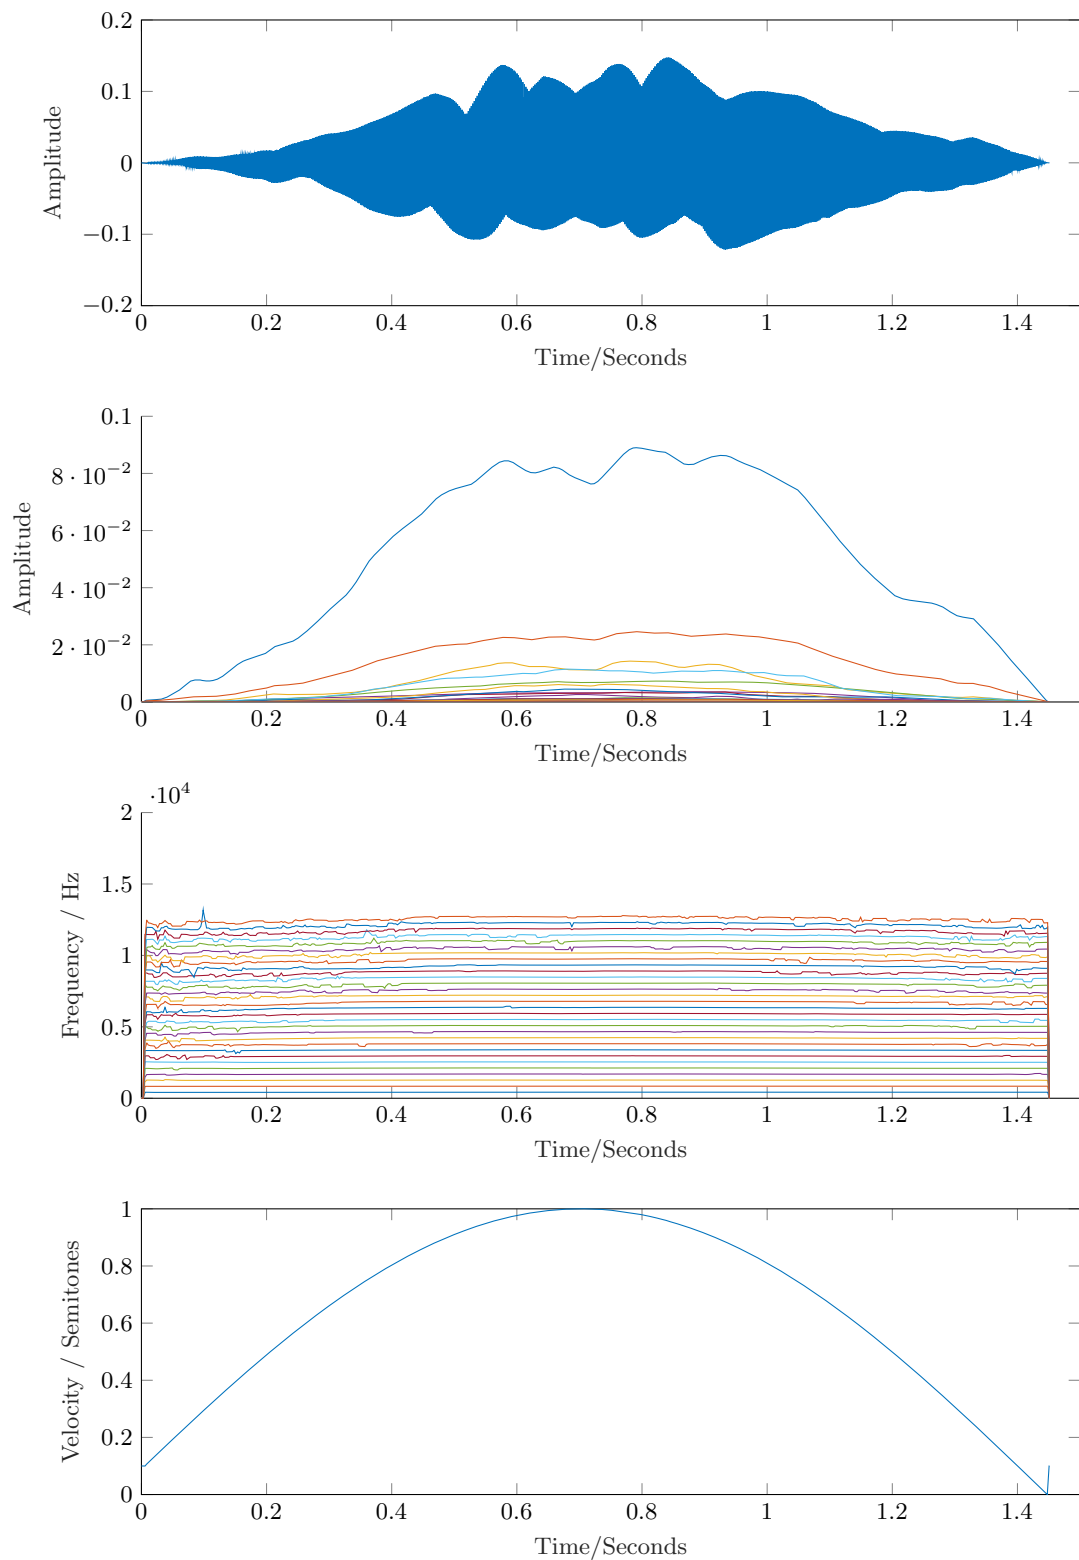 0.2
0.1
0
−0.1
−0.2
Amplitude
0 0.2 0.4 0.6 0.8 1 1.2 1.4
Time/Seconds
0.1
8 · 10⁻²
6 · 10⁻²
4 · 10⁻²
2 · 10⁻²
0
Amplitude
0 0.2 0.4 0.6 0.8 1 1.2 1.4
Time/Seconds
·10⁴
2
1.5
1
0.5
0
Frequency / Hz
0 0.2 0.4 0.6 0.8 1 1.2 1.4
Time/Seconds
1
0.8
0.6
0.4
0.2
0
Velocity / Semitones
0 0.2 0.4 0.6 0.8 1 1.2 1.4
Time/Seconds